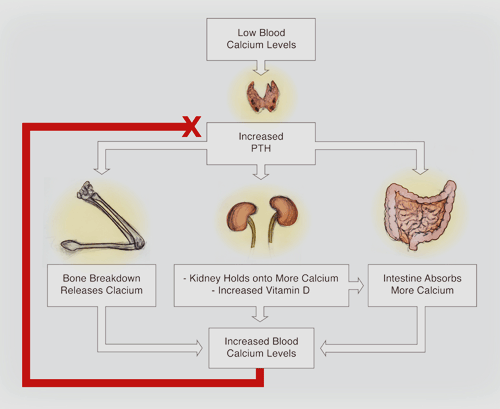 Low Blood
Calcium Levels
X
Increased
PTH
Bone Breakdown
Releases Clacium
- Kidney Holds onto More Calcium
- Increased Vitamin D
Intestine Absorbs
More Calcium
Increased Blood
Calcium Levels